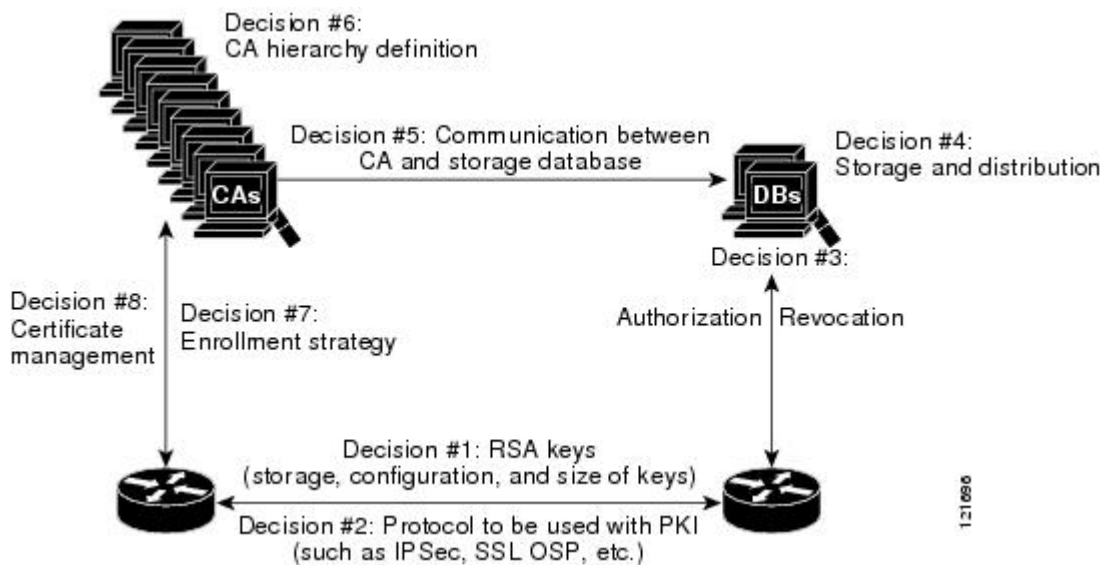 Decision #6:
CA hierarchy definition
Decision #5: Communication between
CA and storage database
Decision #4:
Storage and distribution
CAs
DBs
Decision #3:
Authorization
Revocation
Decision #8:
Certificate
management
Decision #7:
Enrollment strategy
Decision #1: RSA keys
(storage, configuration, and size of keys)
Decision #2: Protocol to be used with PKI
(such as IPSec, SSL OSP, etc.)
121696